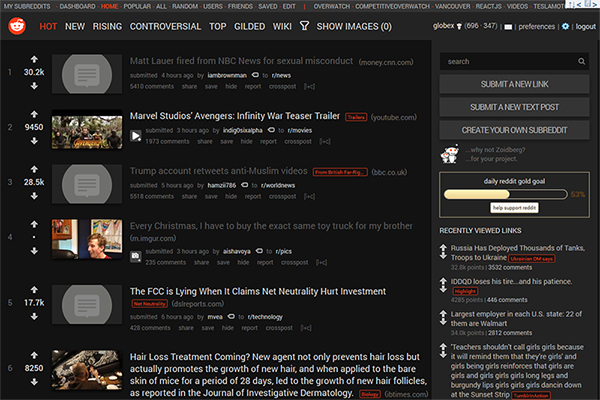 MY SUBREDDITS - DASHBOARD - HOME - POPULAR - ALL - RANDOM - USERS - FRIENDS - SAVED - EDIT | OVERWATCH - COMPETITIVEOVERWATCH - VANCOUVER - REACTJS - VIDEOS - TESLAMOTO
HOT NEW RISING CONTROVERSIAL TOP GILDED WIKI SHOW IMAGES (0)
globex (696 · 347) | | preferences | | logout
1
30.2k
Matt Lauer fired from NBC News for sexual misconduct (money.cnn.com)
submitted 4 hours ago by iambrownman to r/news
5410 comments share save hide report crosspost [l+c]
2
9450
Marvel Studios' Avengers: Infinity War Teaser Trailer Trailers (youtube.com)
submitted 3 hours ago by indig0sixalpha to r/movies
1973 comments share save hide report crosspost [l+c]
3
28.5k
Trump account retweets anti-Muslim videos From British Far-Rig... (bbc.co.uk)
submitted 5 hours ago by hamzii786 to r/worldnews
5518 comments share save hide report crosspost [l+c]
4
•
Every Christmas, I have to buy the exact same toy truck for my brother
(m.imgur.com)
submitted 3 hours ago by aishavoya to r/pics
235 comments share save hide report crosspost [l+c]
5
17.7k
The FCC is Lying When It Claims Net Neutrality Hurt Investment
Net Neutrality (dslreports.com)
submitted 6 hours ago by mvea to r/technology
428 comments share save hide report crosspost [l+c]
6
8250
Hair Loss Treatment Coming? New agent not only prevents hair loss but
actually promotes the growth of new hair, and when applied to the bare
skin of mice for a period of 28 days, led to the growth of new hair follicles,
as reported in the Journal of Investigative Dermatology. Biology (ibtimes.com)
search
SUBMIT A NEW LINK
SUBMIT A NEW TEXT POST
CREATE YOUR OWN SUBREDDIT
...why not Zoidberg?
...for your project.
daily reddit gold goal
53%
help support reddit
RECENTLY VIEWED LINKS
Russia Has Deployed Thousands of Tanks,
Troops to Ukraine Ukrainian DM says
32.8k points | 3532 comments
IDDQD loses his tire...and his patience.
Highlight
4285 points | 446 comments
Largest employer in each U.S. state: 22 of
them are Walmart
34.0k points | 2812 comments
'Teachers shouldn't call girls girls because
it will remind them that they're girls' and
girls being girls reinforces that girls are
girls and girls girls girls long legs and
burgundy lips girls girls girls dancin down
at the Sunset Strip TumblrInAction